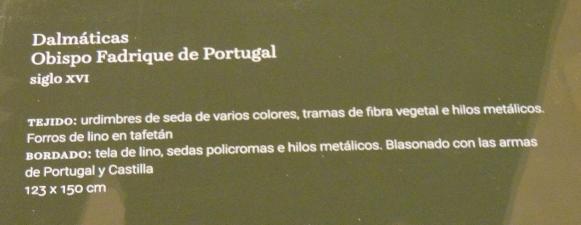 Dalmáticas
Obispo Fadrique de Portugal
siglo XVI
TEJIDO: urdimbres de seda de varios colores, tramas de fibra vegetal e hilos metálicos.
Forros de lino en tafetán
BORDADO: tela de lino, sedas policromas e hilos metálicos. Blasonado con las armas
de Portugal y Castilla
123 x 150 cm